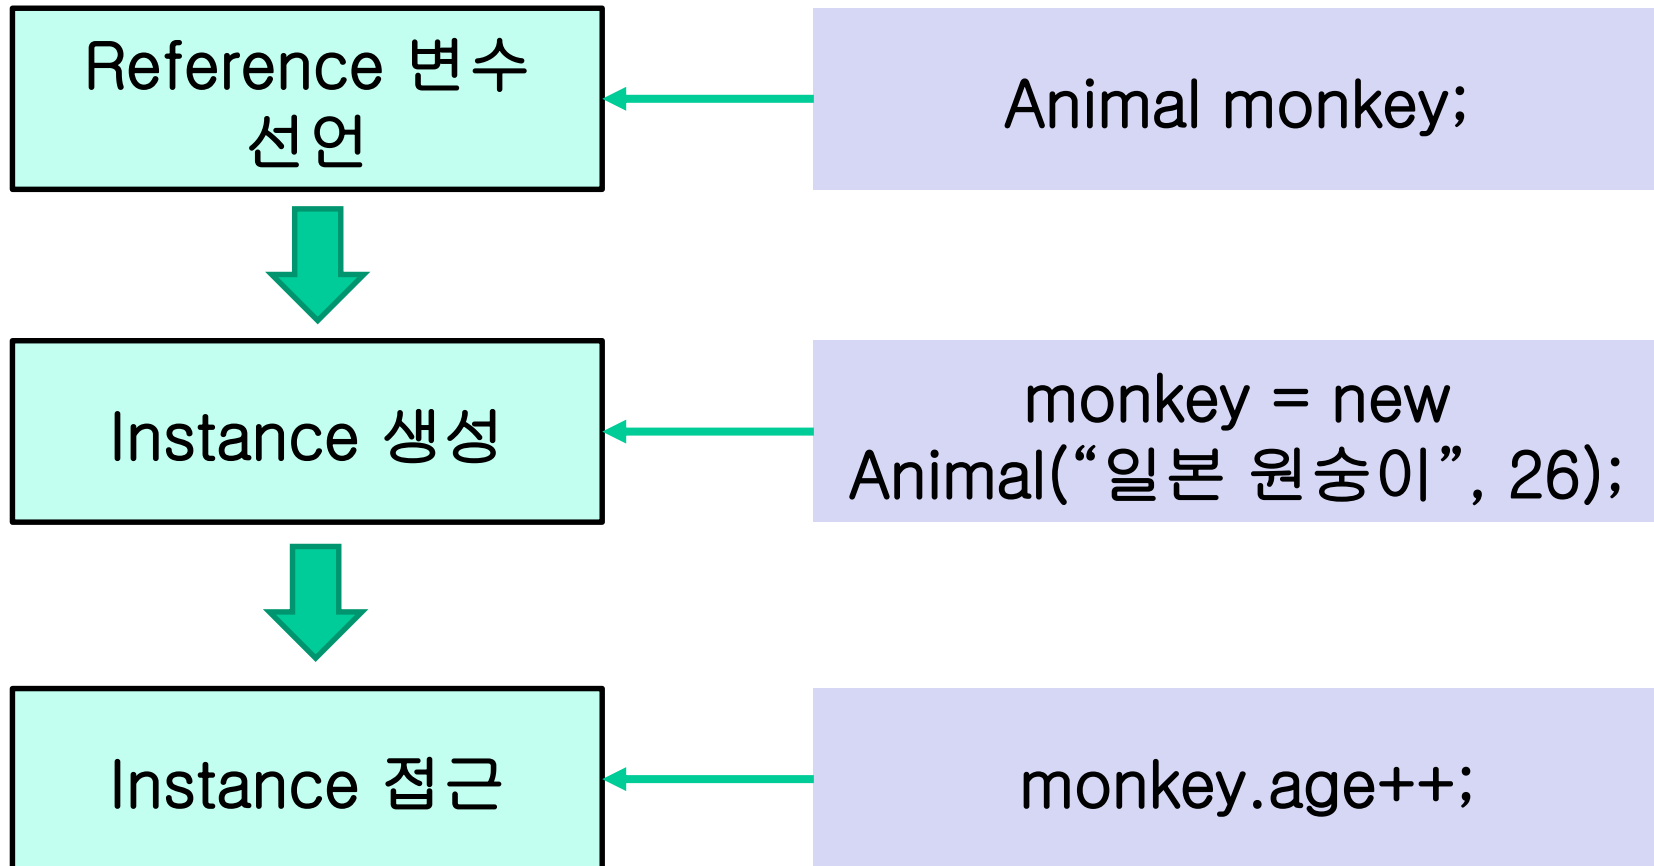 Reference 변수
선언
Animal monkey;
Instance 생성
monkey = new
Animal(“일본 원숭이”, 26);
Instance 접근
monkey.age++;